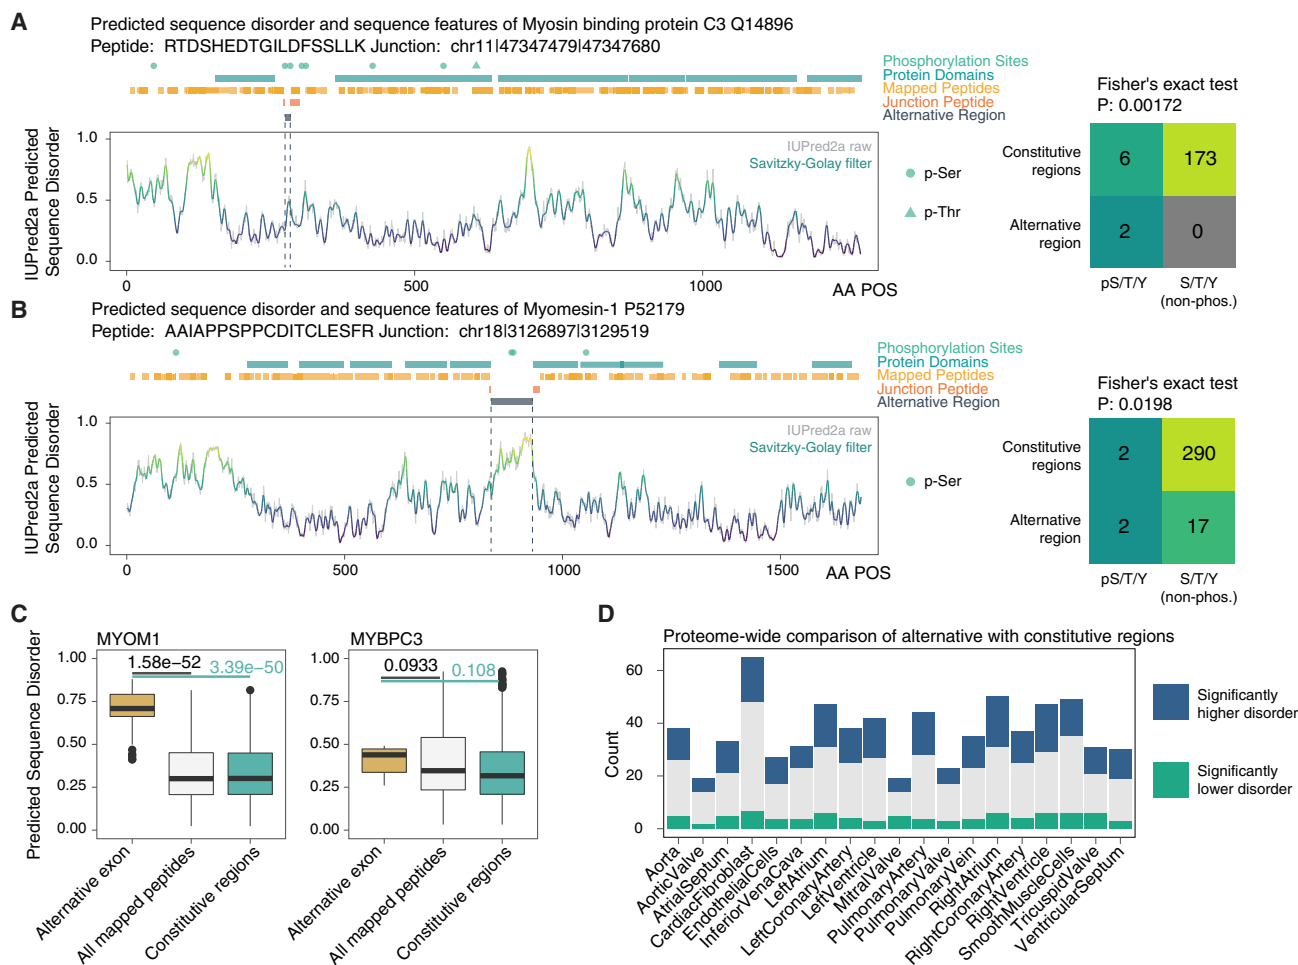 A
Predicted sequence disorder and sequence features of Myosin binding protein C3 Q14896
Peptide: RTDSHEDTGILDFSSLLK Junction: chr11|47347479|47347680
Phosphorylation Sites
Protein Domains
Mapped Peptides
Junction Peptide
Alternative Region
IUPred2a Predicted
Sequence Disorder
1.0
0.5
0.0
IUPred2a raw
Savitzky-Golay filter
p-Ser
p-Thr
0
500
1000
AA POS
Fisher's exact test
P: 0.00172
Constitutive
regions
6
173
Alternative
region
2
0
pS/T/Y
S/T/Y
(non-phos.)
B
Predicted sequence disorder and sequence features of Myomesin-1 P52179
Peptide: AAIAPPSPPCDITCLESFR Junction: chr18|3126897|3129519
Phosphorylation Sites
Protein Domains
Mapped Peptides
Junction Peptide
Alternative Region
IUPred2a Predicted
Sequence Disorder
1.0
0.5
0.0
IUPred2a raw
Savitzky-Golay filter
p-Ser
0
500
1000
1500
AA POS
Fisher's exact test
P: 0.0198
Constitutive
regions
2
290
Alternative
region
2
17
pS/T/Y
S/T/Y
(non-phos.)
C
Predicted Sequence Disorder
MYOM1
1.00
0.75
0.50
0.25
0.00
1.58e−52
3.39e−50
Alternative exon
All mapped peptides
Constitutive regions
MYBPC3
1.00
0.75
0.50
0.25
0.00
0.0933
0.108
Alternative exon
All mapped peptides
Constitutive regions
D
Proteome-wide comparison of alternative with constitutive regions
Count
60
40
20
0
Aorta
AorticValve
AtrialSeptum
CardiacFibroblast
EndothelialCells
InferiorVenaCava
LeftAtrium
LeftCoronaryArtery
LeftVentricle
MitralValve
PulmonaryArtery
PulmonaryValve
PulmonaryVein
RightAtrium
RightCoronaryArtery
RightVentricle
SmoothMuscleCells
TricuspidValve
VentricularSeptum
Significantly
higher disorder
Significantly
lower disorder